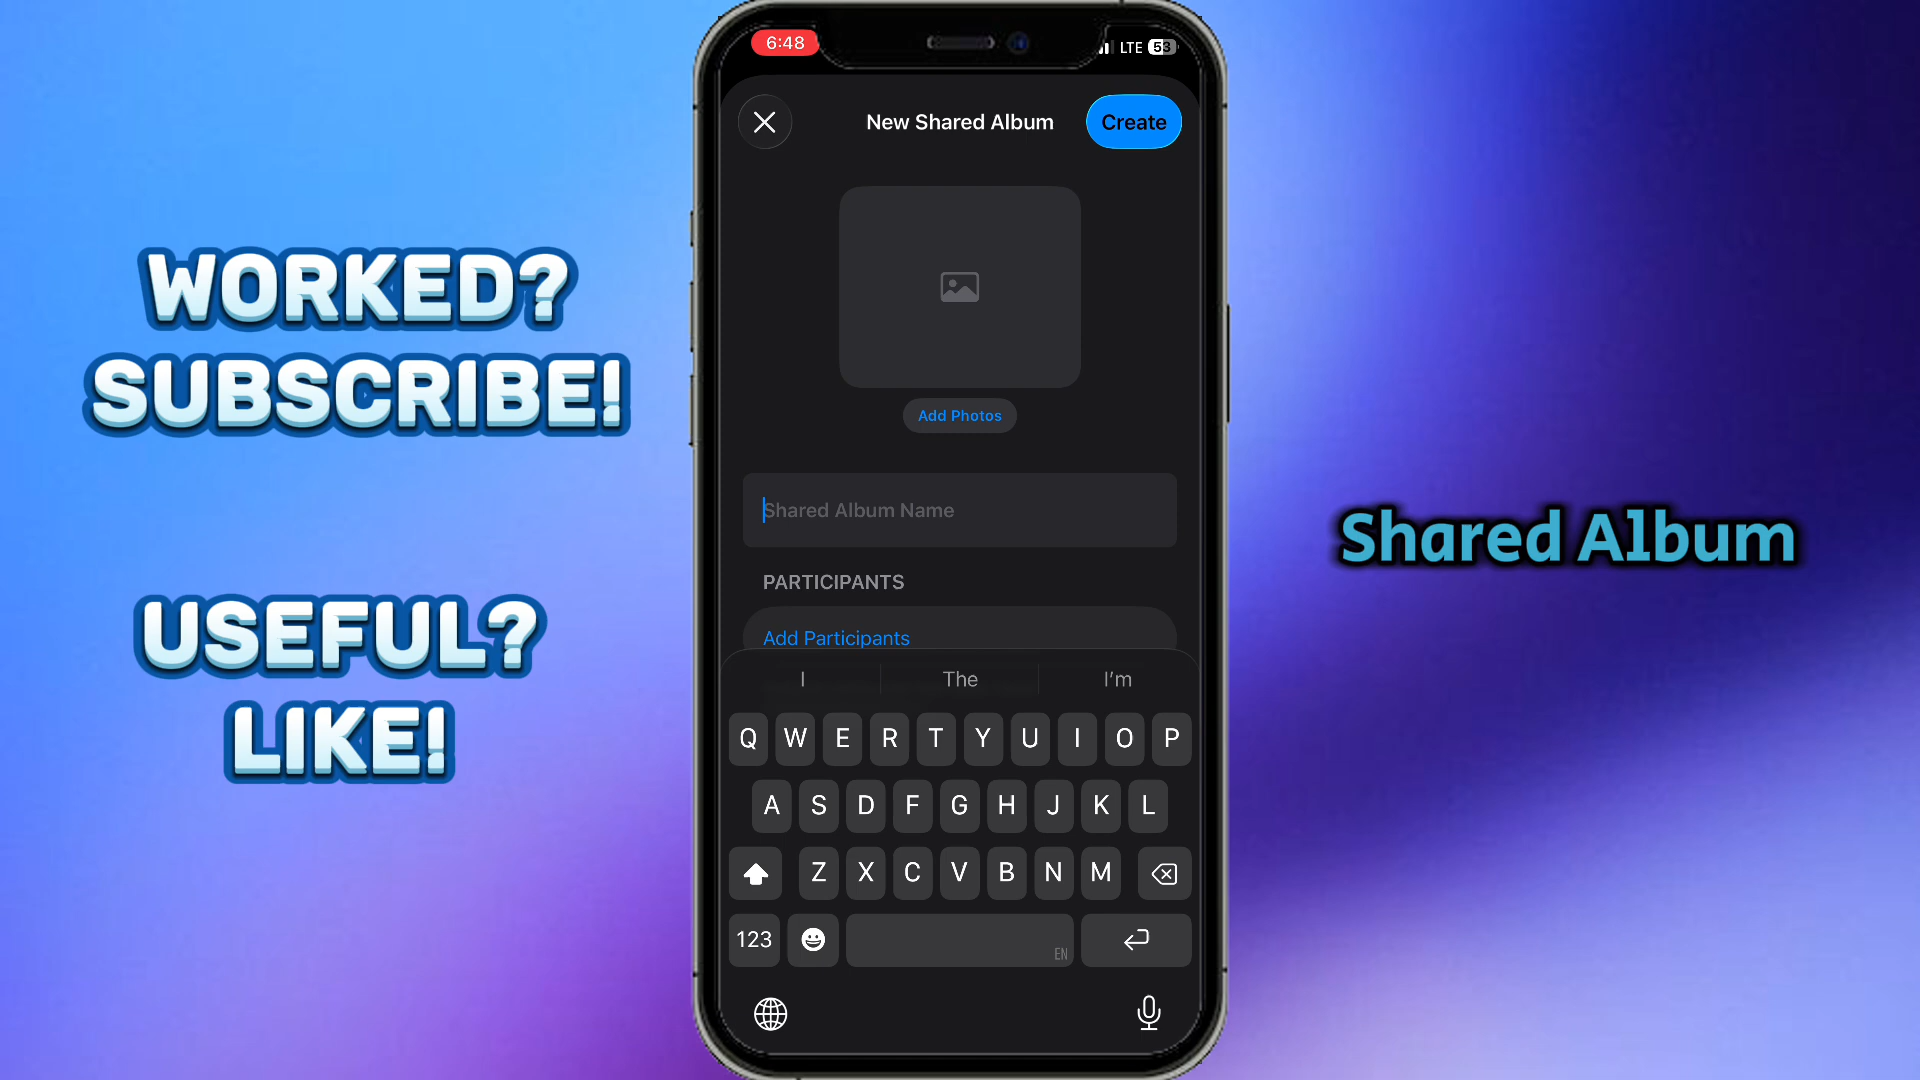 WORKED?
SUBSCRIBE!
USEFUL?
LIKE!
6:48
LTE 53
New Shared Album
Create
Add Photos
Shared Album Name
PARTICIPANTS
Add Participants
I The I'm
Q W E R T Y U I O P
A S D F G H J K L
Z X C V B N M
123
EN
Shared Album